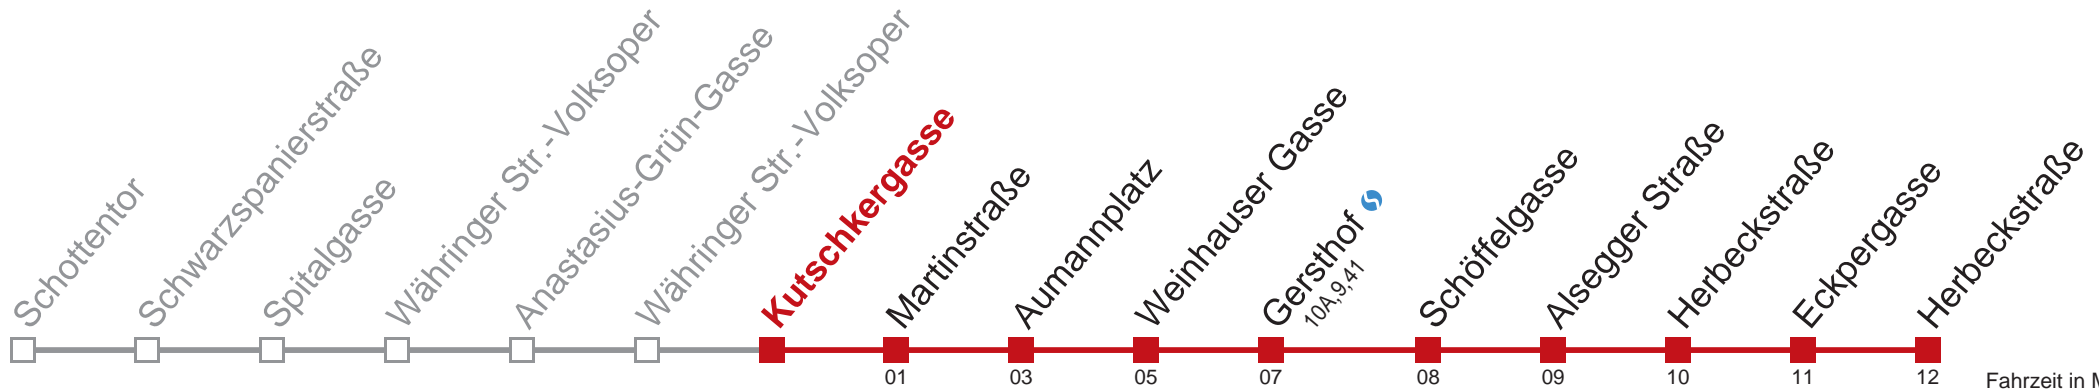 Schottentor
Schwarzspanierstraße
Spitalgasse
Währinger Str.-Volksoper
Anastasius-Grün-Gasse
Währinger Str.-Volksoper
Kutschkergasse
Martinstraße
Aumannplatz
Weinhauser Gasse
Gersthof
10A,9,41
Schöffelgasse
Alsegger Straße
Herbeckstraße
Eckpergasse
Herbeckstraße
01 03 05 07 08 09 10 11 12
Fahrzeit in M